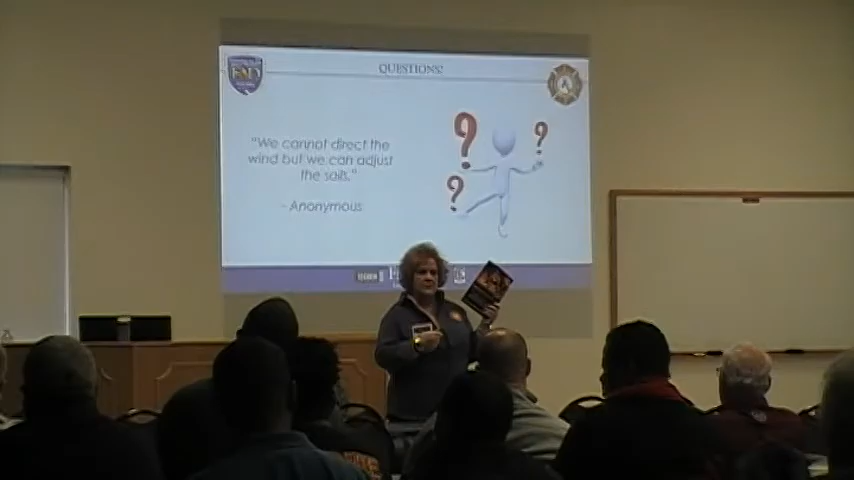 QUESTIONS!
"We cannot direct the
wind but we can adjust
the sails."
- Anonymous